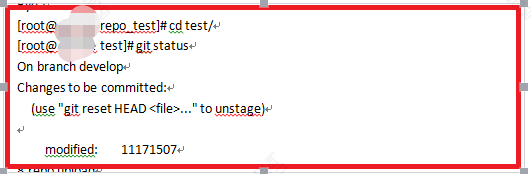 [root@ repo_test]# cd test/
[root@ test]# git status
On branch develop
Changes to be committed:
(use "git reset HEAD <file>..." to unstage)
modified: 11171507